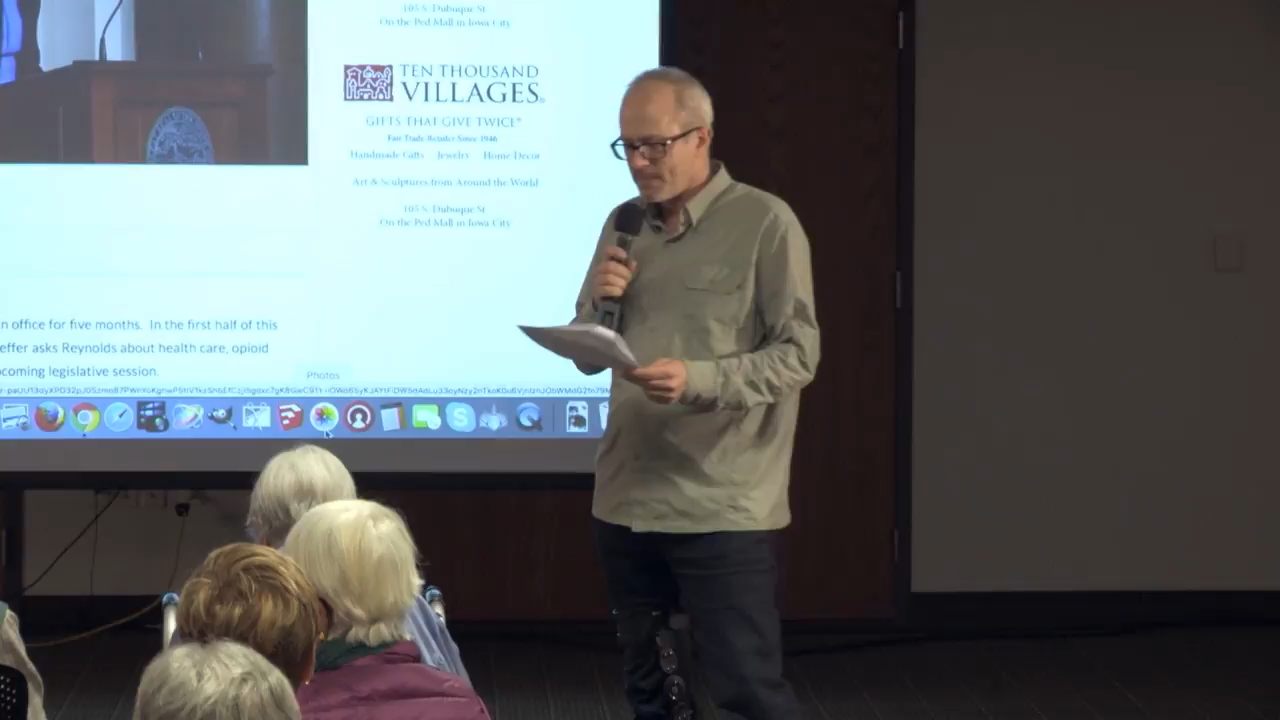 105 S. Dubuque St
On the Ped Mall in Iowa City
TEN THOUSAND
VILLAGES®
GIFTS THAT GIVE TWICE®
Fair Trade Retailer Since 1946
Handmade Gifts Jewelry Home Decor
Art & Sculptures from Around the World
105 S. Dubuque St
On the Ped Mall in Iowa City
n office for five months. In the first half of this
effer asks Reynolds about health care, opioid
pcoming legislative session.
Photos